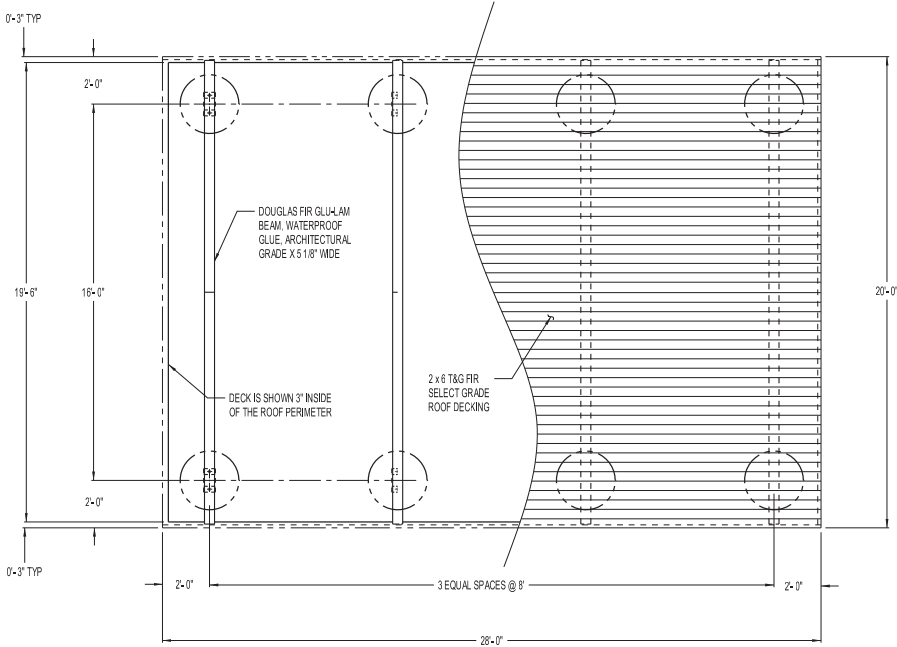 0'-3" TYP
2'-0"
DOUGLAS FIR GLU-LAM
BEAM, WATERPROOF
GLUE, ARCHITECTURAL
GRADE X 5 1/8" WIDE
19'-6"
16'-0"
20'-0"
2 x 6 T&G FIR
SELECT GRADE
ROOF DECKING
DECK IS SHOWN 3" INSIDE
OF THE ROOF PERIMETER
2'-0"
0'-3" TYP
2'-0"
3 EQUAL SPACES @ 8'
2'-0"
28'-0"